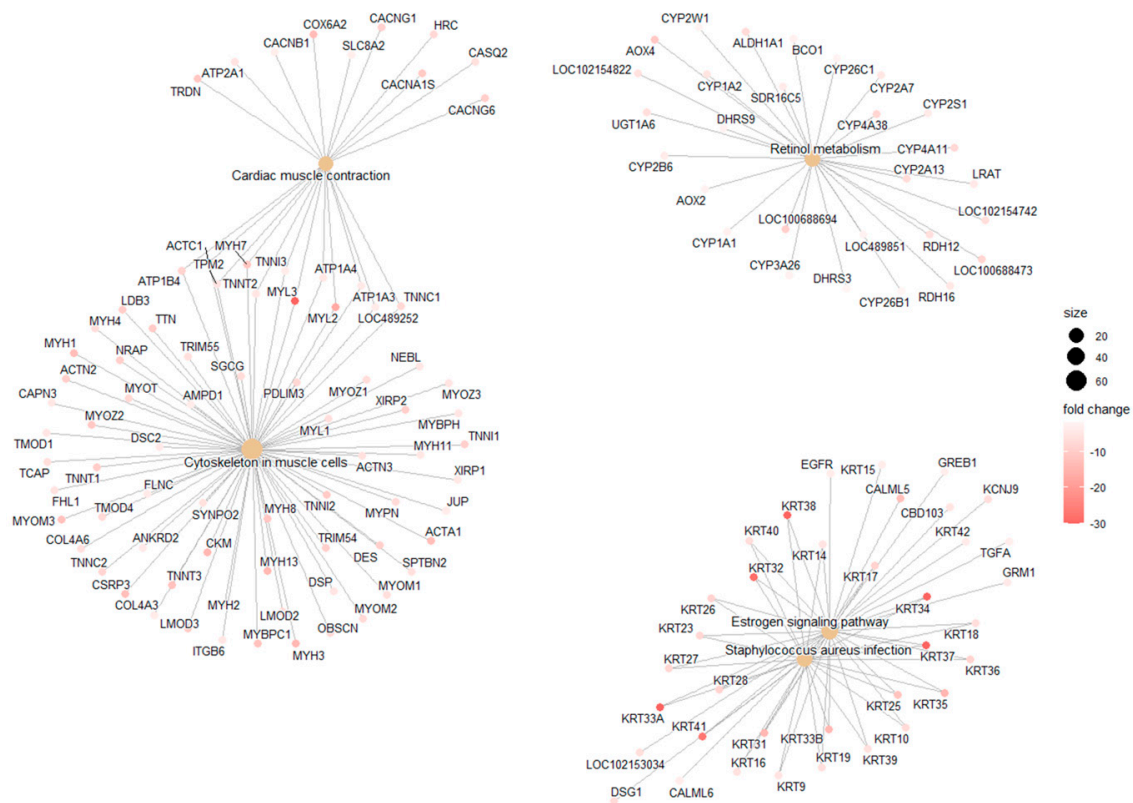 COX6A2
CACNG1
CACNB1
SLC8A2
HRC
ATP2A1
CASQ2
TRDN
CACNA1S
CACNG6
Cardiac muscle contraction
ACTC1
MYH7
TPM2
TNNI3
ATP1B4
TNNT2
ATP1A4
MYL3
ATP1A3
TNNC1
LDB3
MYL2
LOC489252
MYH4
TTN
MYH1
NRAP
TRIM55
SGCG
NEBL
ACTN2
PDLIM3
MYOZ1
CAPN3
MYOT
AMPD1
XIRP2
MYOZ3
MYOZ2
MYL1
MYBPH
TMOD1
DSC2
MYH11
TNNI1
Cytoskeleton in muscle cells
ACTN3
TCAP
TNNT1
XIRP1
FHL1
FLNC
MYOM3
TMOD4
SYNPO2
MYH8
TNNI2
MYPN
JUP
COL4A6
ANKRD2
CKM
TRIM54
ACTA1
TNNC2
MYH13
DES
SPTBN2
CSRP3
TNNT3
DSP
MYOM1
COL4A3
MYH2
LMOD2
MYOM2
LMOD3
OBSCN
ITGB6
MYBPC1
MYH3
CYP2W1
AOX4
ALDH1A1
BCO1
LOC102154822
CYP26C1
CYP1A2
SDR16C5
CYP2A7
CYP2S1
UGT1A6
DHRS9
CYP4A38
Retinol metabolism
CYP4A11
CYP2B6
CYP2A13
LRAT
AOX2
LOC102154742
LOC100688694
CYP1A1
LOC489851
RDH12
CYP3A26
LOC100688473
DHRS3
CYP26B1
RDH16
size
20
40
60
fold change
-10
-20
-30
EGFR
KRT15
GREB1
CALML5
KCNJ9
KRT38
CBD103
KRT40
KRT42
KRT14
TGFA
KRT32
KRT17
GRM1
KRT26
KRT34
Estrogen signaling pathway
KRT23
KRT18
Staphylococcus aureus infection
KRT27
KRT37
KRT36
KRT28
KRT25
KRT35
KRT33A
KRT41
KRT31
KRT33B
KRT10
LOC102153034
KRT16
KRT19
KRT39
DSG1
CALML6
KRT9